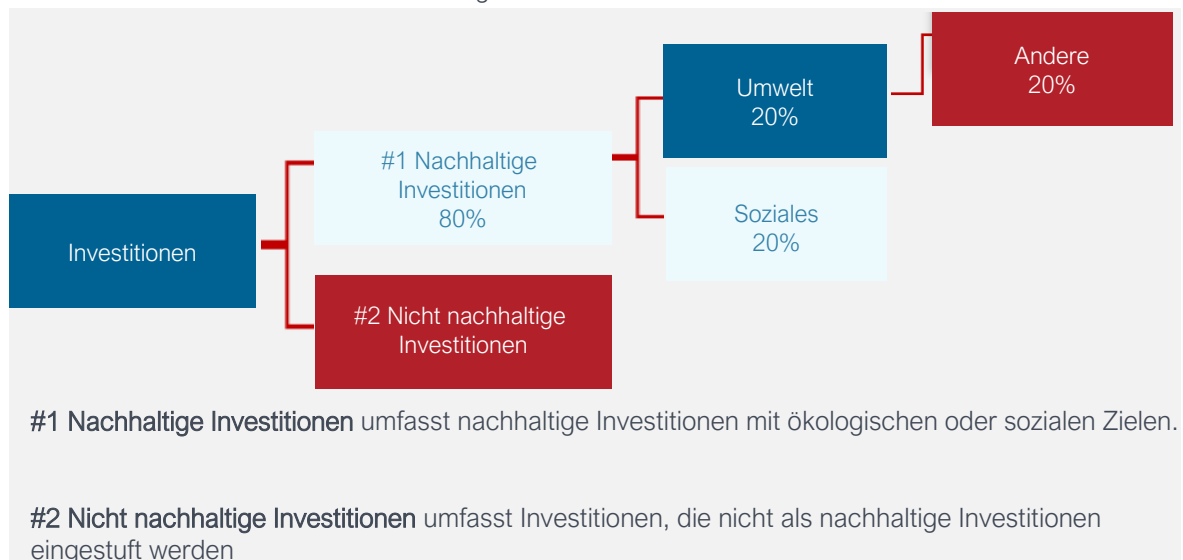 Investitionen
#1 Nachhaltige
Investitionen
80%
#2 Nicht nachhaltige
Investitionen
Umwelt
20%
Soziales
20%
Andere
20%
#1 Nachhaltige Investitionen umfasst nachhaltige Investitionen mit ökologischen oder sozialen Zielen.
#2 Nicht nachhaltige Investitionen umfasst Investitionen, die nicht als nachhaltige Investitionen
eingestuft werden